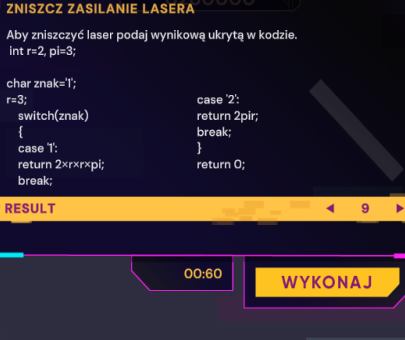 ZNISZCZ ZASILANIE LASERA
Aby zniszczyć laser podaj wynikową ukrytą w kodzie.
int r=2, pi=3;
char znak='1';
r=3;
switch(znak)
{
case '1':
return 2×r×r×pi;
break;
case '2':
return 2pir;
break;
}
return 0;
RESULT
9
00:60
WYKONAJ